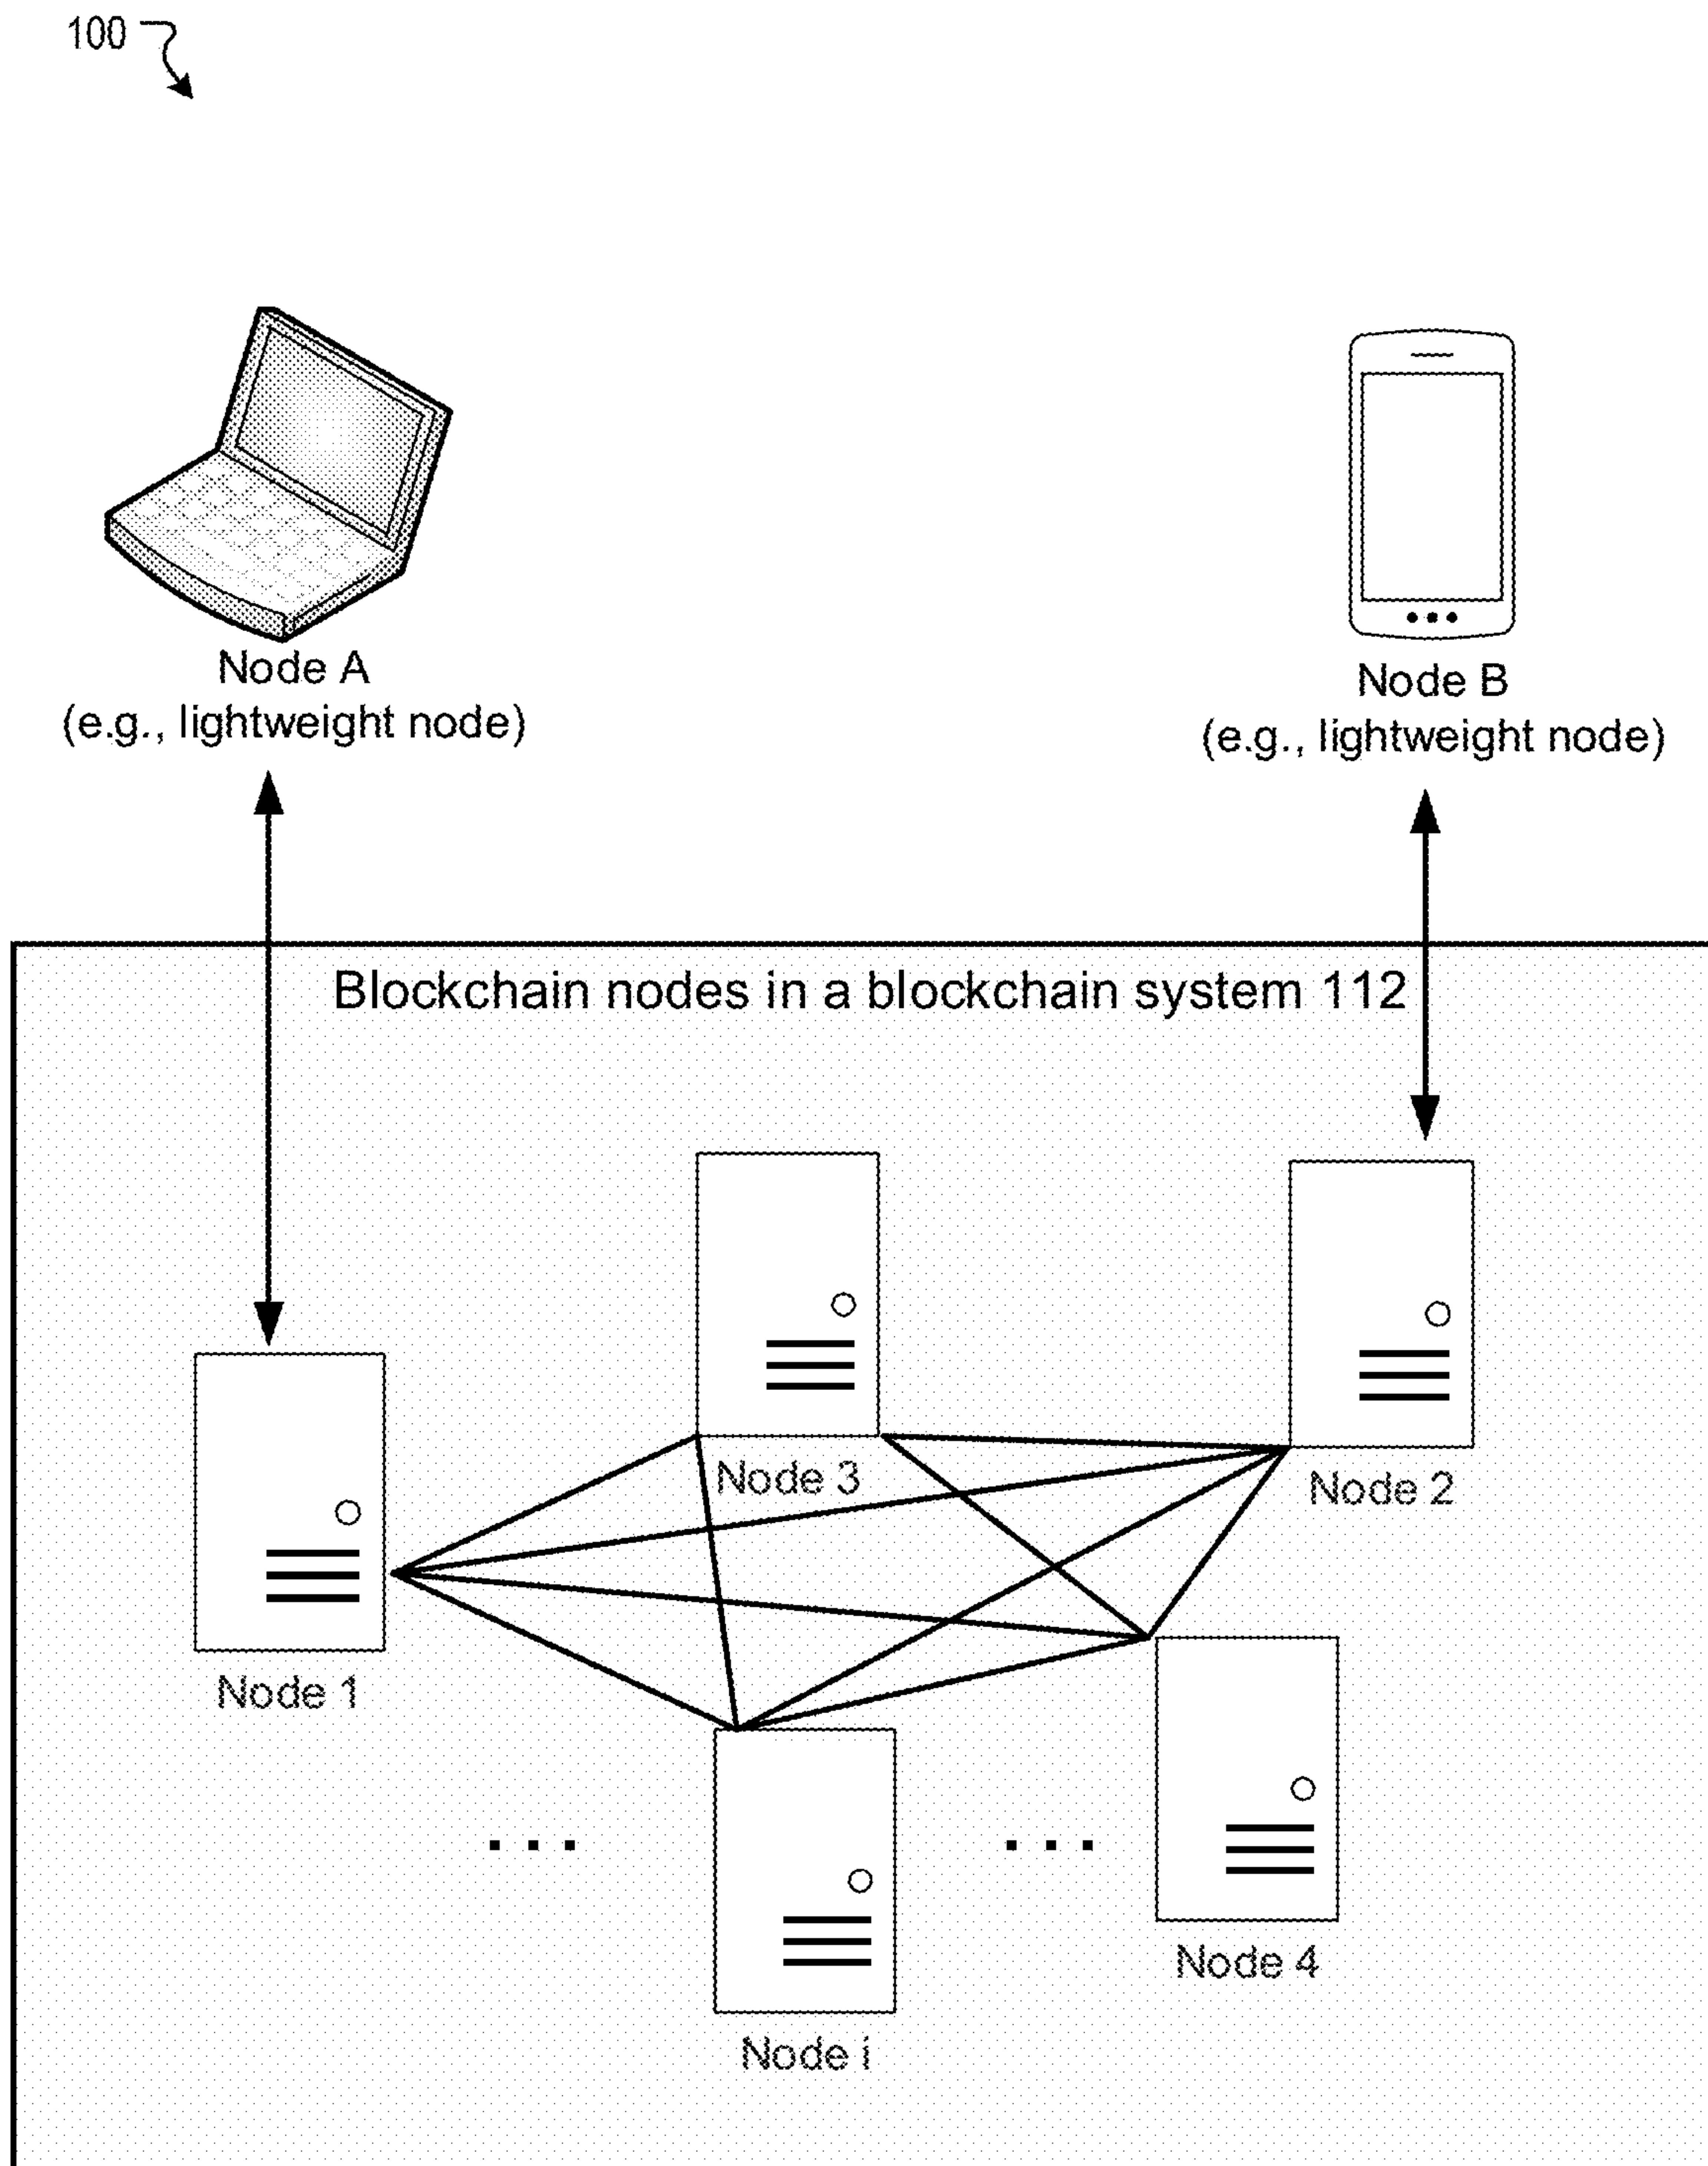 100
Node A
(e.g., lightweight node)
Node B
(e.g., lightweight node)
Blockchain nodes in a blockchain system 112
Node 3
Node 2
Node 1
Node 4
Node i